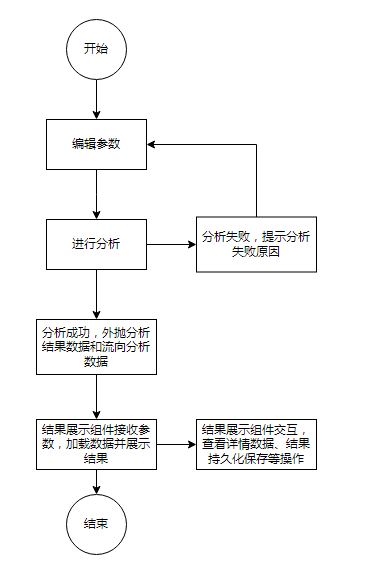 开始
编辑参数
进行分析
分析失败，提示分析
失败原因
分析成功，外抛分析
结果数据和流向分析
数据
结果展示组件接收参
数，加载数据并展示
结果
结果展示组件交互，
查看详情数据、结果
持久化保存等操作
结束